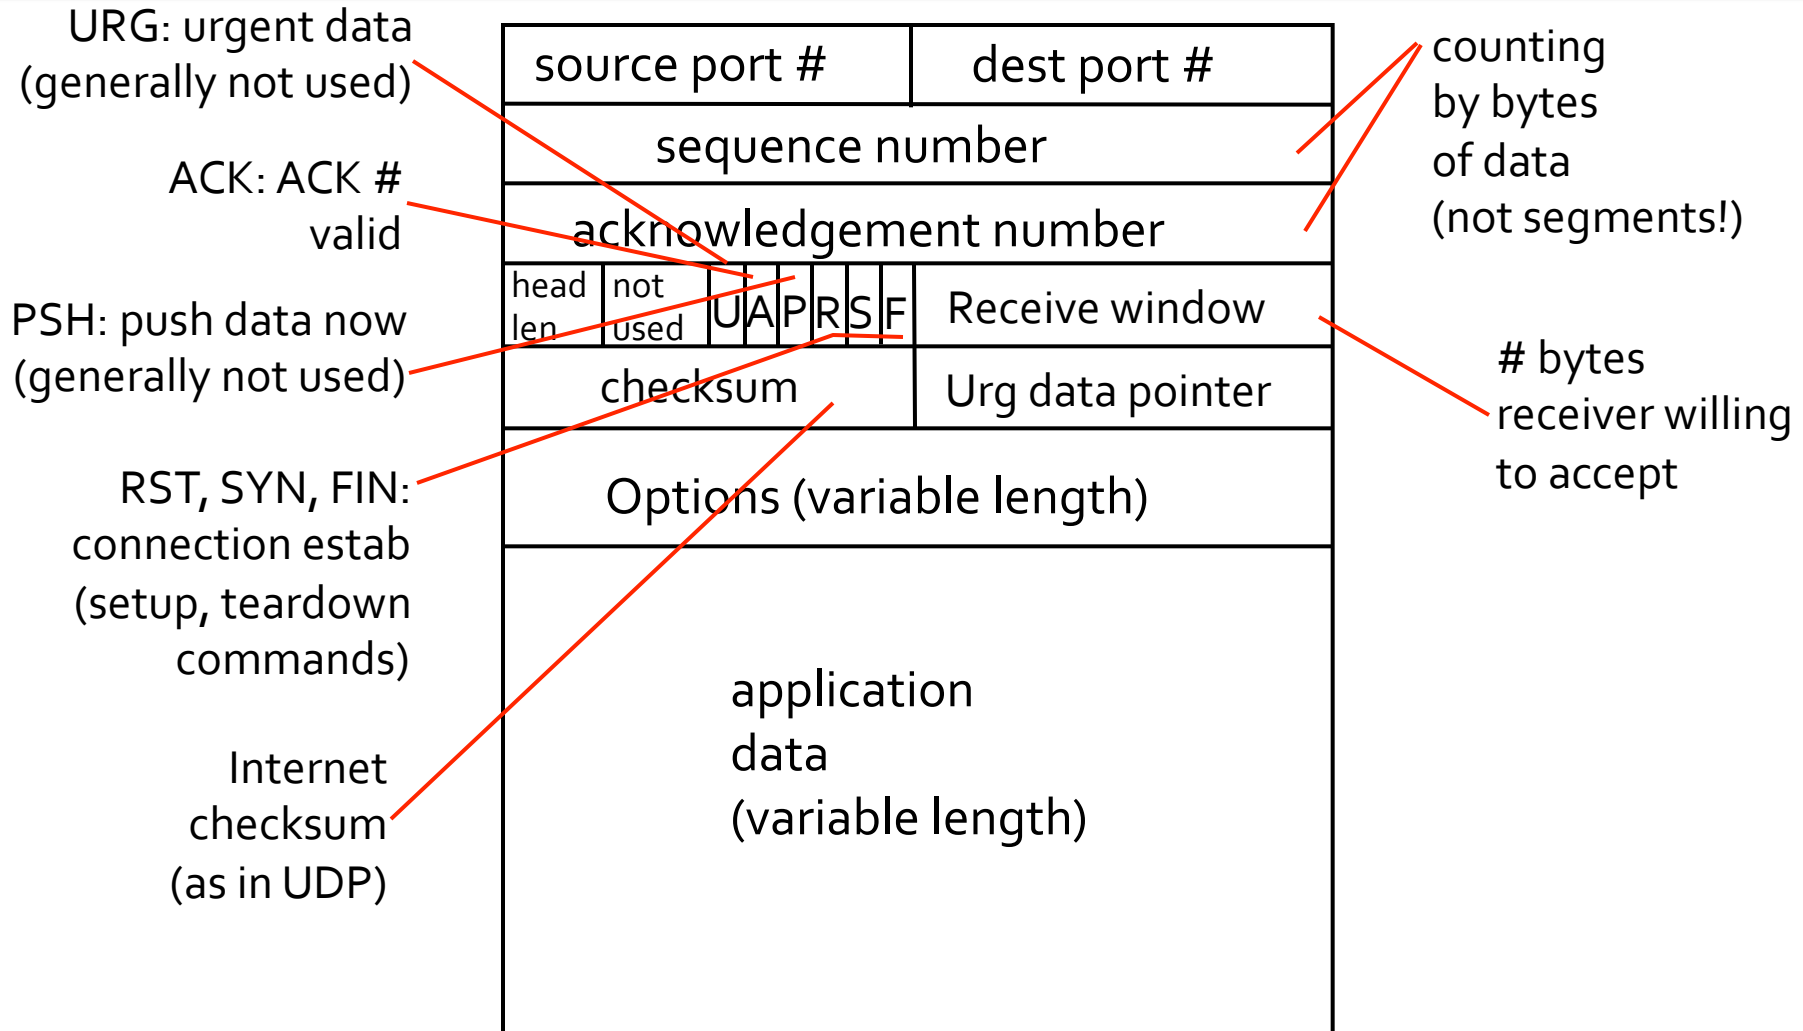 URG: urgent data
(generally not used)
ACK: ACK #
valid
PSH: push data now
(generally not used)
RST, SYN, FIN:
connection estab
(setup, teardown
commands)
Internet
checksum
(as in UDP)
source port #
dest port #
sequence number
acknowledgement number
head
len
not
used
U
A
P
R
S
F
Receive window
checksum
Urg data pointer
Options (variable length)
application
data
(variable length)
counting
by bytes
of data
(not segments!)
# bytes
receiver willing
to accept